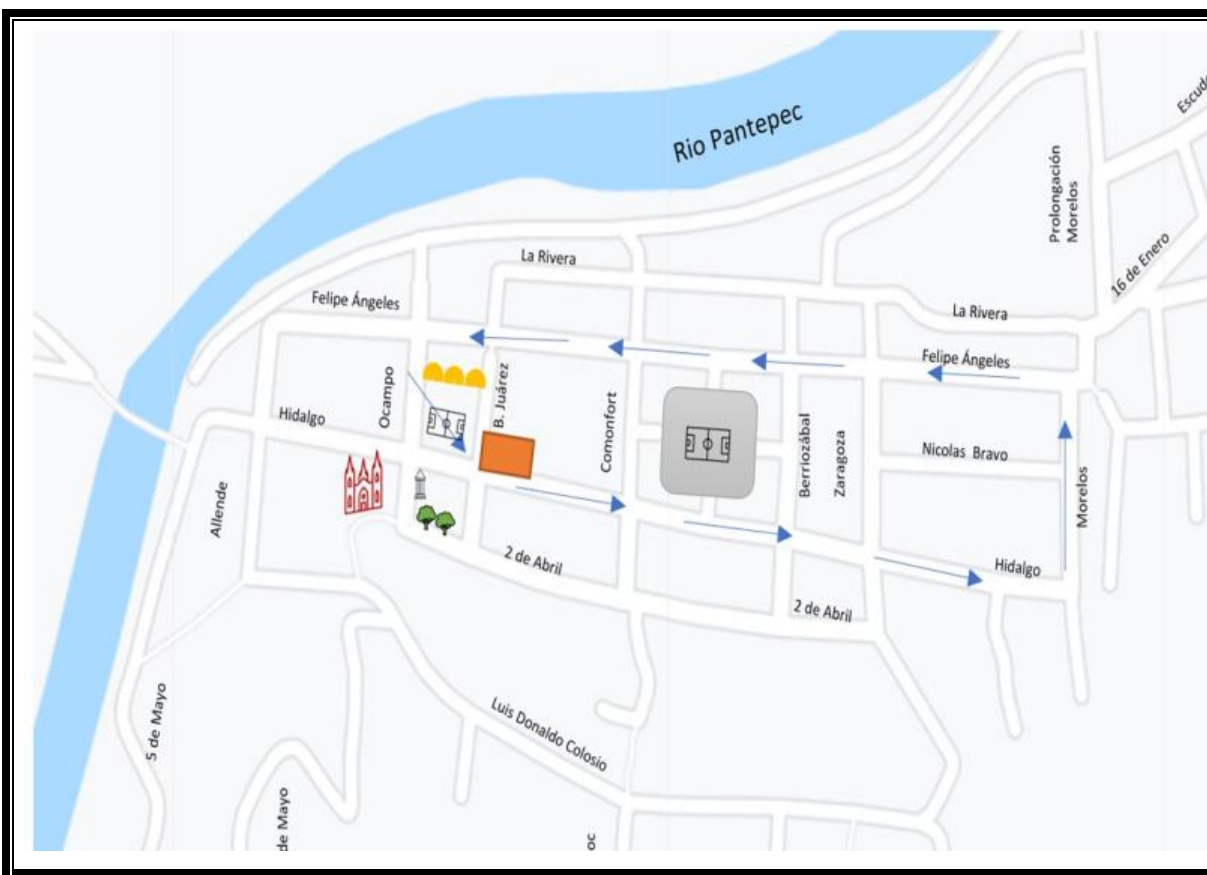 Rio Pantepec
Escud
Prolongación
Morelos
16 de Enero
La Rivera
Felipe Ángeles
La Rivera
Felipe Ángeles
Ocampo
B. Juárez
Hidalgo
Comonfort
Berriozábal
Zaragoza
Nicolas Bravo
Morelos
Allende
2 de Abril
Hidalgo
2 de Abril
5 de Mayo
Luis Donaldo Colosio
de Mayo
oc